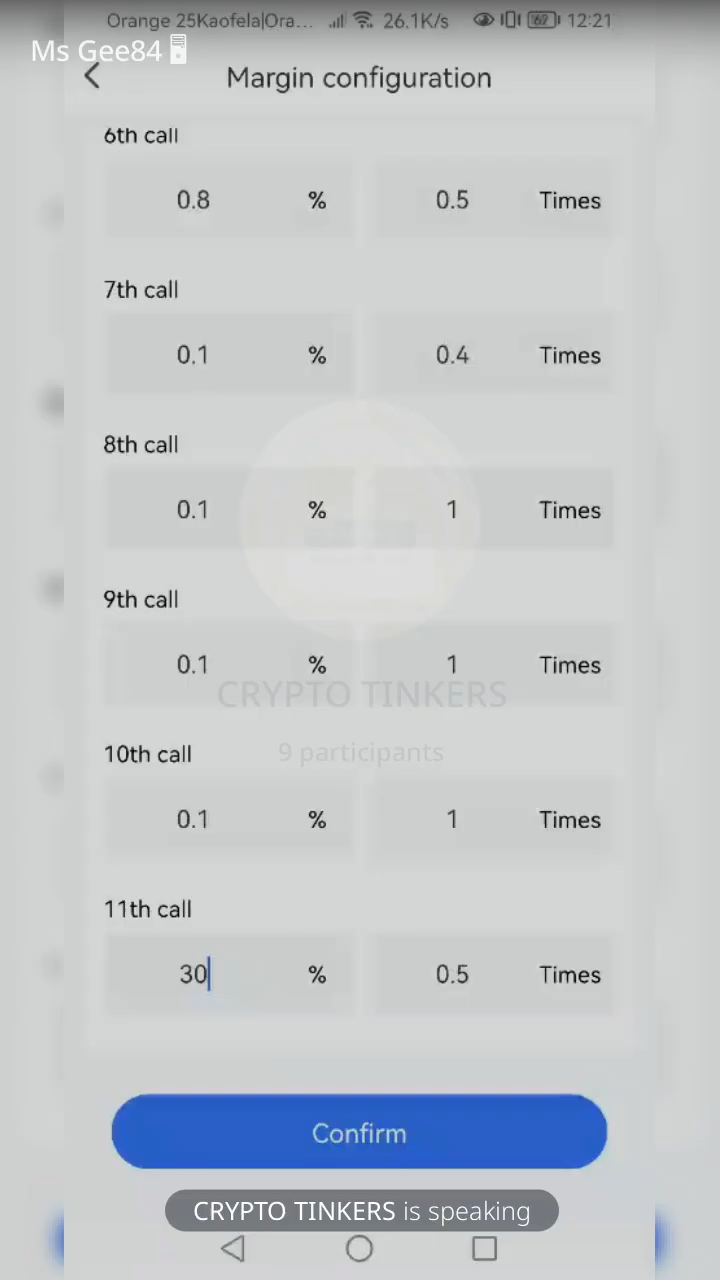 Orange 25Kaofela|Ora... 26.1K/s 62 12:21
Ms Gee84
Margin configuration
6th call
0.8 % 0.5 Times
7th call
0.1 % 0.4 Times
8th call
0.1 % 1 Times
9th call
0.1 % 1 Times
CRYPTO TINKERS
10th call
9 participants
0.1 % 1 Times
11th call
30 % 0.5 Times
Confirm
CRYPTO TINKERS is speaking